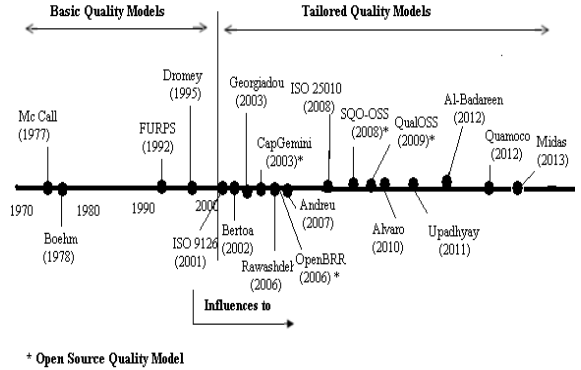 Basic Quality Models
Tailored Quality Models
Dromey
(1995)
Georgiadou
(2003)
ISO 25010
(2008)
Al-Badareen
(2012)
Mc Call
(1977)
FURPS
(1992)
CapGemini
(2003)*
SQO-OSS
(2008)*
QualOSS
(2009)*
Quamoco
(2012)
Midas
(2013)
1970
1980
1990
2000
Boehm
(1978)
ISO 9126
(2001)
Bertoa
(2002)
Rawashdeh
(2006)
OpenBRR
(2006) *
Andreu
(2007)
Alvaro
(2010)
Upadhyay
(2011)
Influences to
* Open Source Quality Model